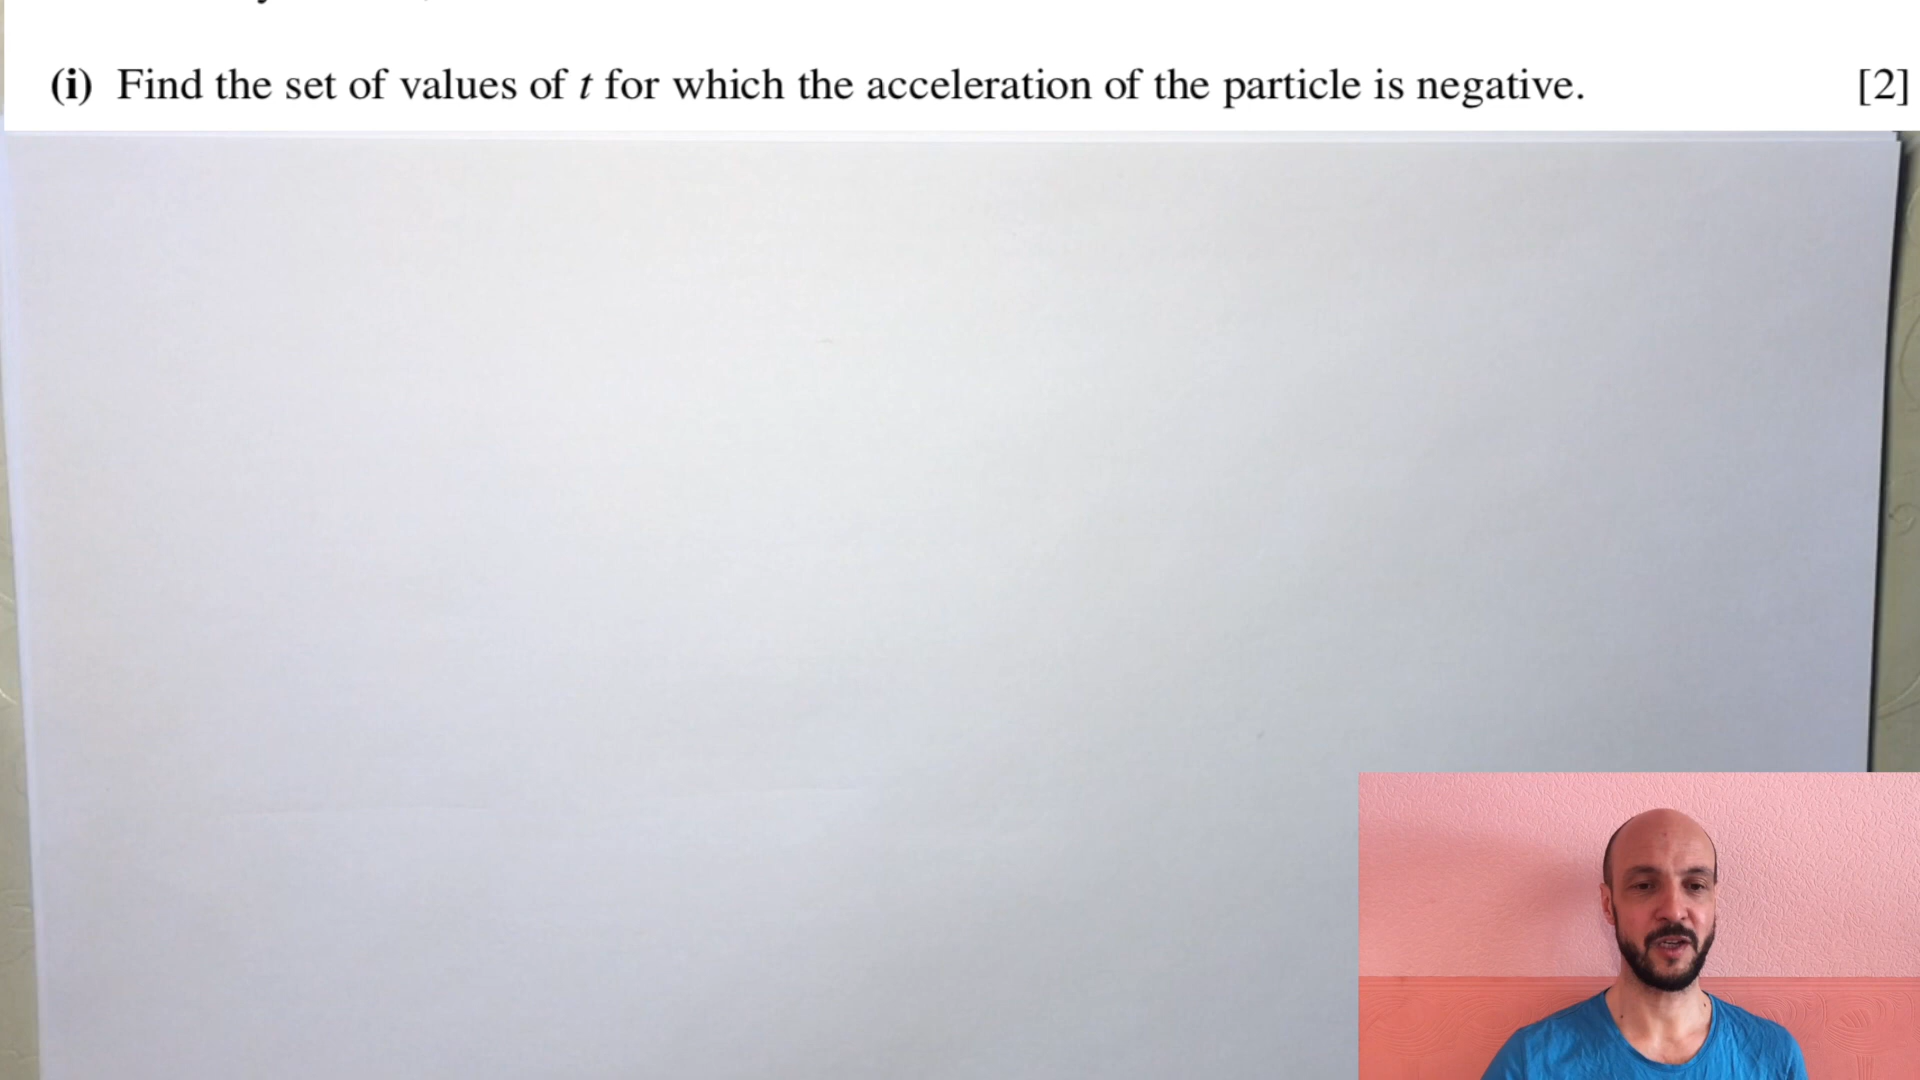 (i) Find the set of values of t for which the acceleration of the particle is negative. [2]